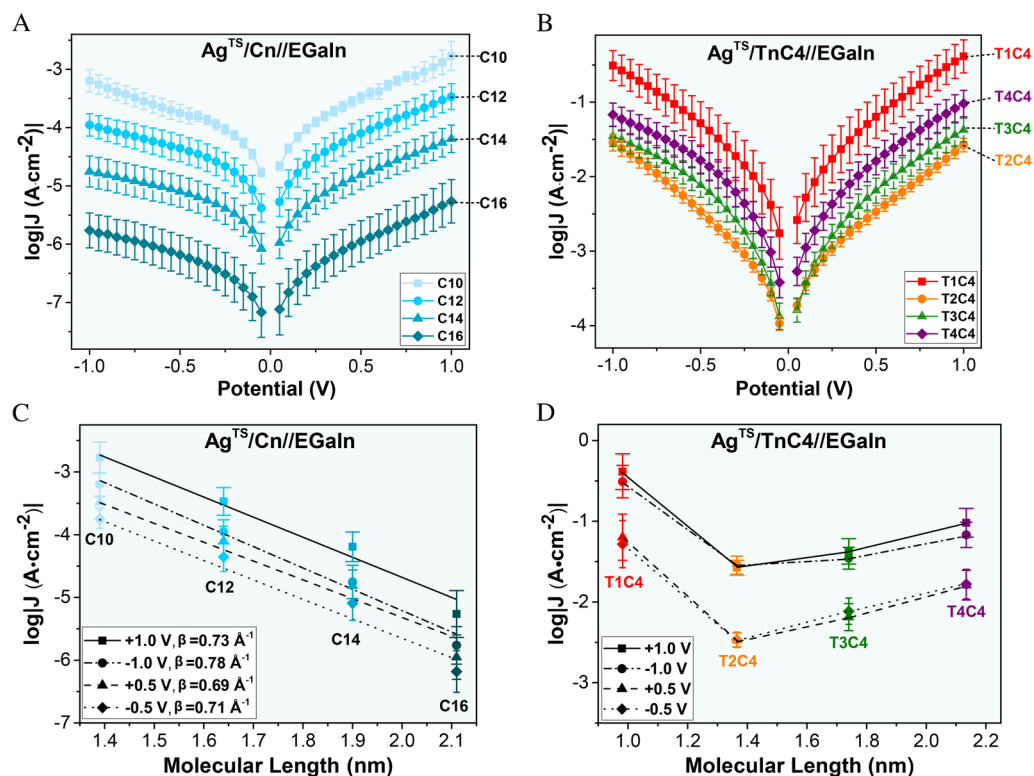 A
Ag^TS/Cn//EGaIn
log|J (A·cm⁻²)|
-3
-4
-5
-6
-7
C10
C12
C14
C16
C10
C12
C14
C16
-1.0
-0.5
0.0
0.5
1.0
Potential (V)
B
Ag^TS/TnC4//EGaIn
log|J (A·cm⁻²)|
-1
-2
-3
-4
T1C4
T4C4
T3C4
T2C4
T1C4
T2C4
T3C4
T4C4
-1.0
-0.5
0.0
0.5
1.0
Potential (V)
C
Ag^TS/Cn//EGaIn
log|J (A•cm⁻²)|
-3
-4
-5
-6
-7
C10
C12
C14
C16
+1.0 V, β=0.73 Å⁻¹
-1.0 V, β=0.78 Å⁻¹
+0.5 V, β=0.69 Å⁻¹
-0.5 V, β=0.71 Å⁻¹
1.4
1.5
1.6
1.7
1.8
1.9
2.0
2.1
Molecular Length (nm)
D
Ag^TS/TnC4//EGaIn
log|J (A•cm⁻²)|
0
-1
-2
-3
T1C4
T2C4
T3C4
T4C4
+1.0 V
-1.0 V
+0.5 V
-0.5 V
1.0
1.2
1.4
1.6
1.8
2.0
2.2
Molecular Length (nm)